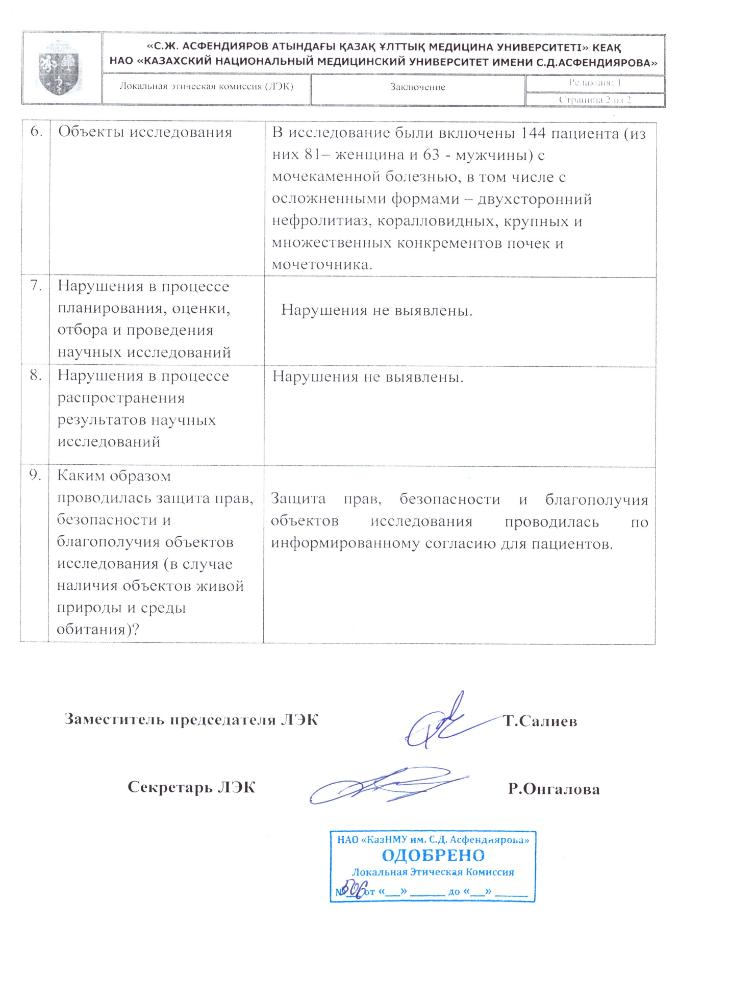 «С.Ж. АСФЕНДИЯРОВ АТЫНДАҒЫ ҚАЗАҚ ҰЛТТЫҚ МЕДИЦИНА УНИВЕРСИТЕТІ» КЕАҚ
НАО «КАЗАХСКИЙ НАЦИОНАЛЬНЫЙ МЕДИЦИНСКИЙ УНИВЕРСИТЕТ ИМЕНИ С.Д.АСФЕНДИЯРОВА»
Локальная этическая комиссия (ЛЭК)
Заключение
Редакция: 1
Страница 2 из 2
6.
Объекты исследования
В исследование были включены 144 пациента (из
них 81– женщина и 63 - мужчины) с
мочекаменной болезнью, в том числе с
осложненными формами – двухсторонний
нефролитиаз, коралловидных, крупных и
множественных конкрементов почек и
мочеточника.
7.
Нарушения в процессе
планирования, оценки,
отбора и проведения
научных исследований
Нарушения не выявлены.
8.
Нарушения в процессе
распространения
результатов научных
исследований
Нарушения не выявлены.
9.
Каким образом
проводилась защита прав,
безопасности и
благополучия объектов
исследования (в случае
наличия объектов живой
природы и среды
обитания)?
Защита прав, безопасности и благополучия
объектов исследования проводилась по
информированному согласию для пациентов.
Заместитель председателя ЛЭК Т.Салиев
Секретарь ЛЭК Р.Онгалова
НАО «КазНМУ им. С.Д. Асфендиярова»
ОДОБРЕНО
Локальная Этическая Комиссия
№ 506 от «___» _______ до «___» _______